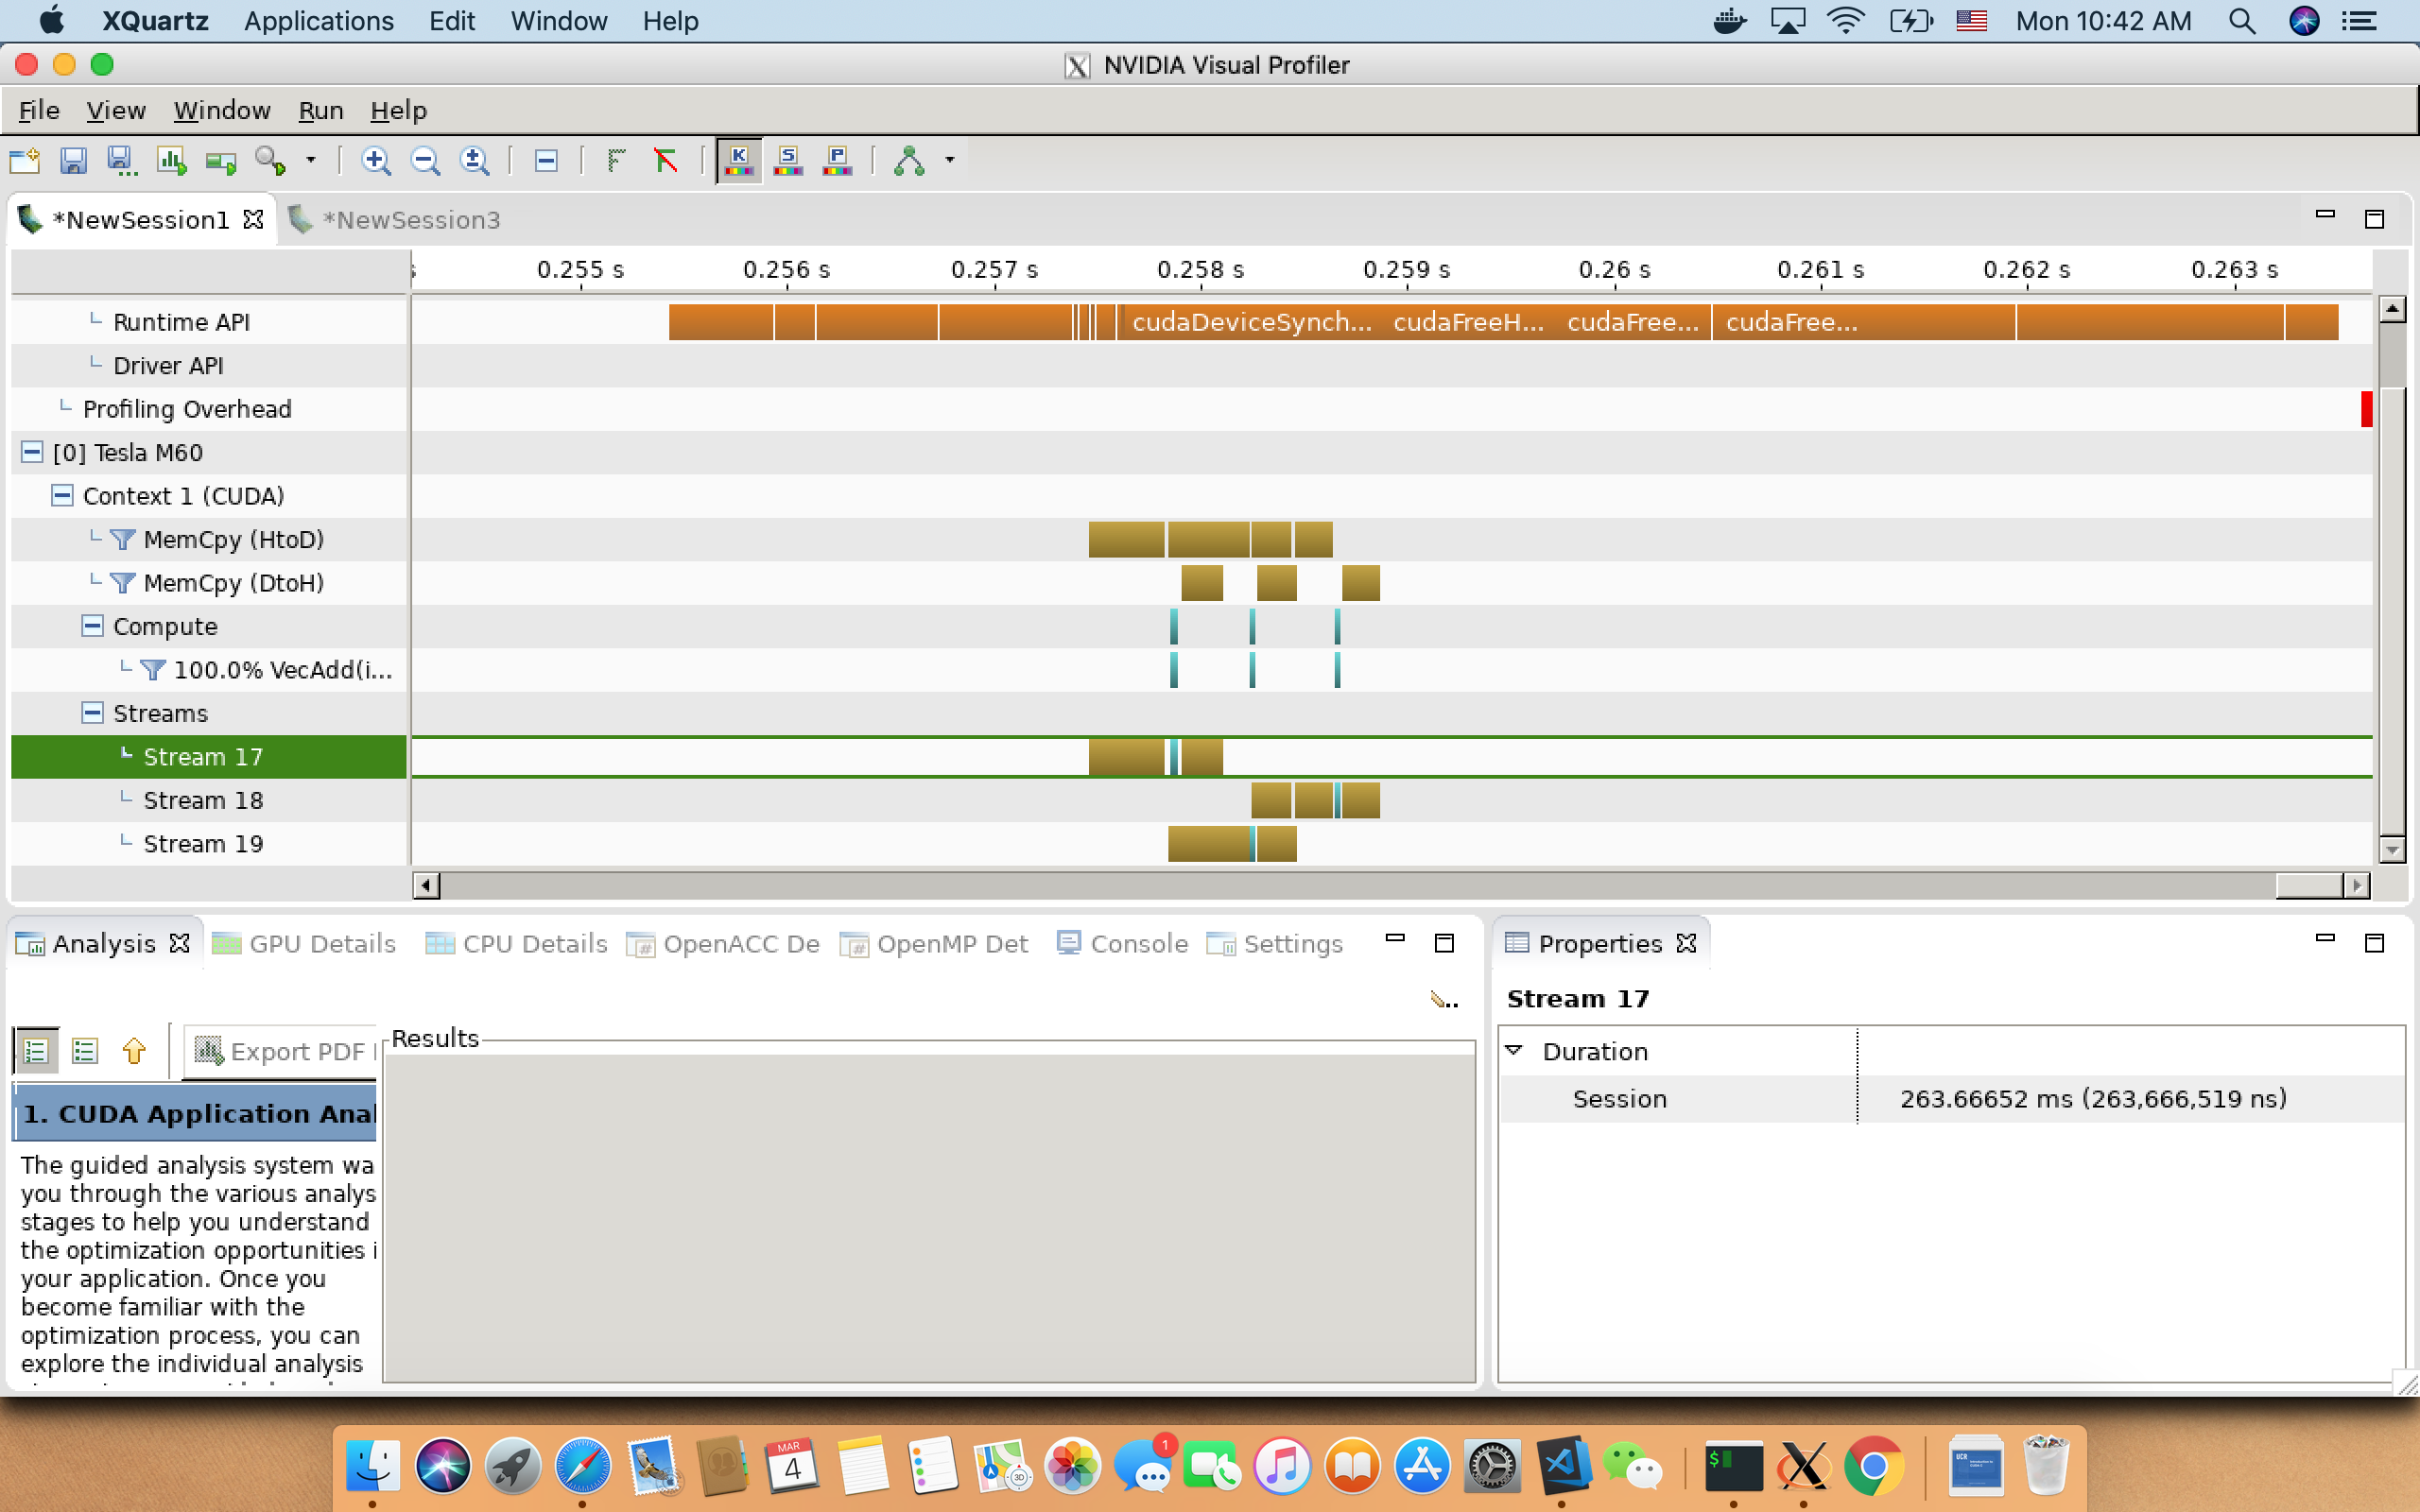 XQuartz Applications Edit Window Help Mon 10:42 AM
X NVIDIA Visual Profiler
File View Window Run Help
K S P
*NewSession1 *NewSession3
s 0.255 s 0.256 s 0.257 s 0.258 s 0.259 s 0.26 s 0.261 s 0.262 s 0.263 s
Runtime API cudaDeviceSynch... cudaFreeH... cudaFree... cudaFree...
Driver API
Profiling Overhead
[0] Tesla M60
Context 1 (CUDA)
MemCpy (HtoD)
MemCpy (DtoH)
Compute
100.0% VecAdd(i...
Streams
Stream 17
Stream 18
Stream 19
Analysis GPU Details CPU Details OpenACC De OpenMP Det Console Settings
Properties
Stream 17
Export PDF
Results
Duration
Session 263.66652 ms (263,666,519 ns)
1. CUDA Application Anal
The guided analysis system wa
you through the various analys
stages to help you understand
the optimization opportunities i
your application. Once you
become familiar with the
optimization process, you can
explore the individual analysis
MAR
4
3D
1
$
UCR